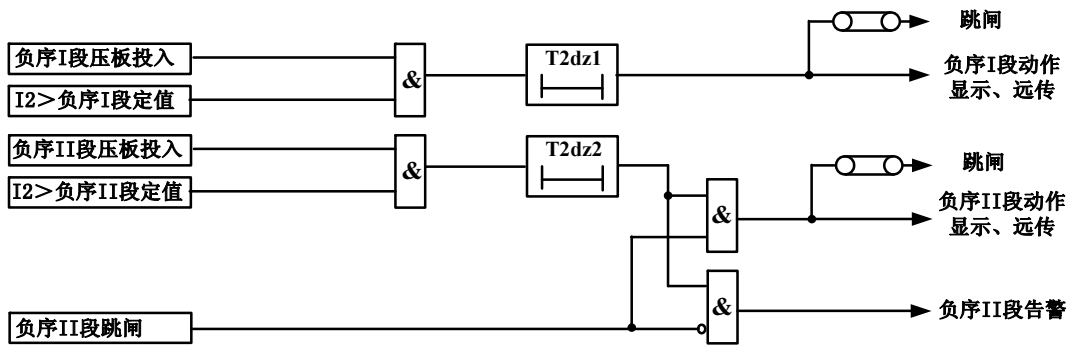 负序I段压板投入
I2＞负序I段定值
&
T2dz1
跳闸
负序I段动作
显示、远传
负序II段压板投入
I2＞负序II段定值
&
T2dz2
跳闸
&
负序II段动作
显示、远传
负序II段跳闸
&
负序II段告警